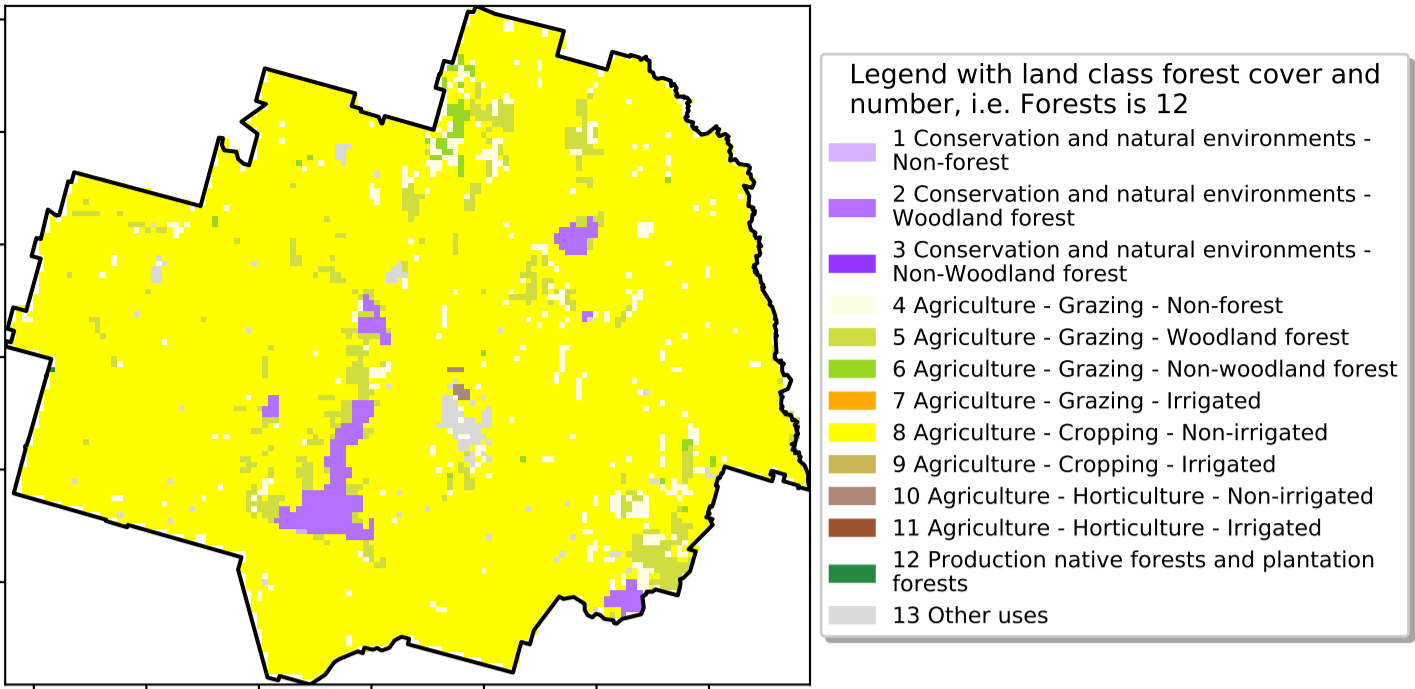 Legend with land class forest cover and
number, i.e. Forests is 12
1 Conservation and natural environments -
Non-forest
2 Conservation and natural environments -
Woodland forest
3 Conservation and natural environments -
Non-Woodland forest
4 Agriculture - Grazing - Non-forest
5 Agriculture - Grazing - Woodland forest
6 Agriculture - Grazing - Non-woodland forest
7 Agriculture - Grazing - Irrigated
8 Agriculture - Cropping - Non-irrigated
9 Agriculture - Cropping - Irrigated
10 Agriculture - Horticulture - Non-irrigated
11 Agriculture - Horticulture - Irrigated
12 Production native forests and plantation
forests
13 Other uses